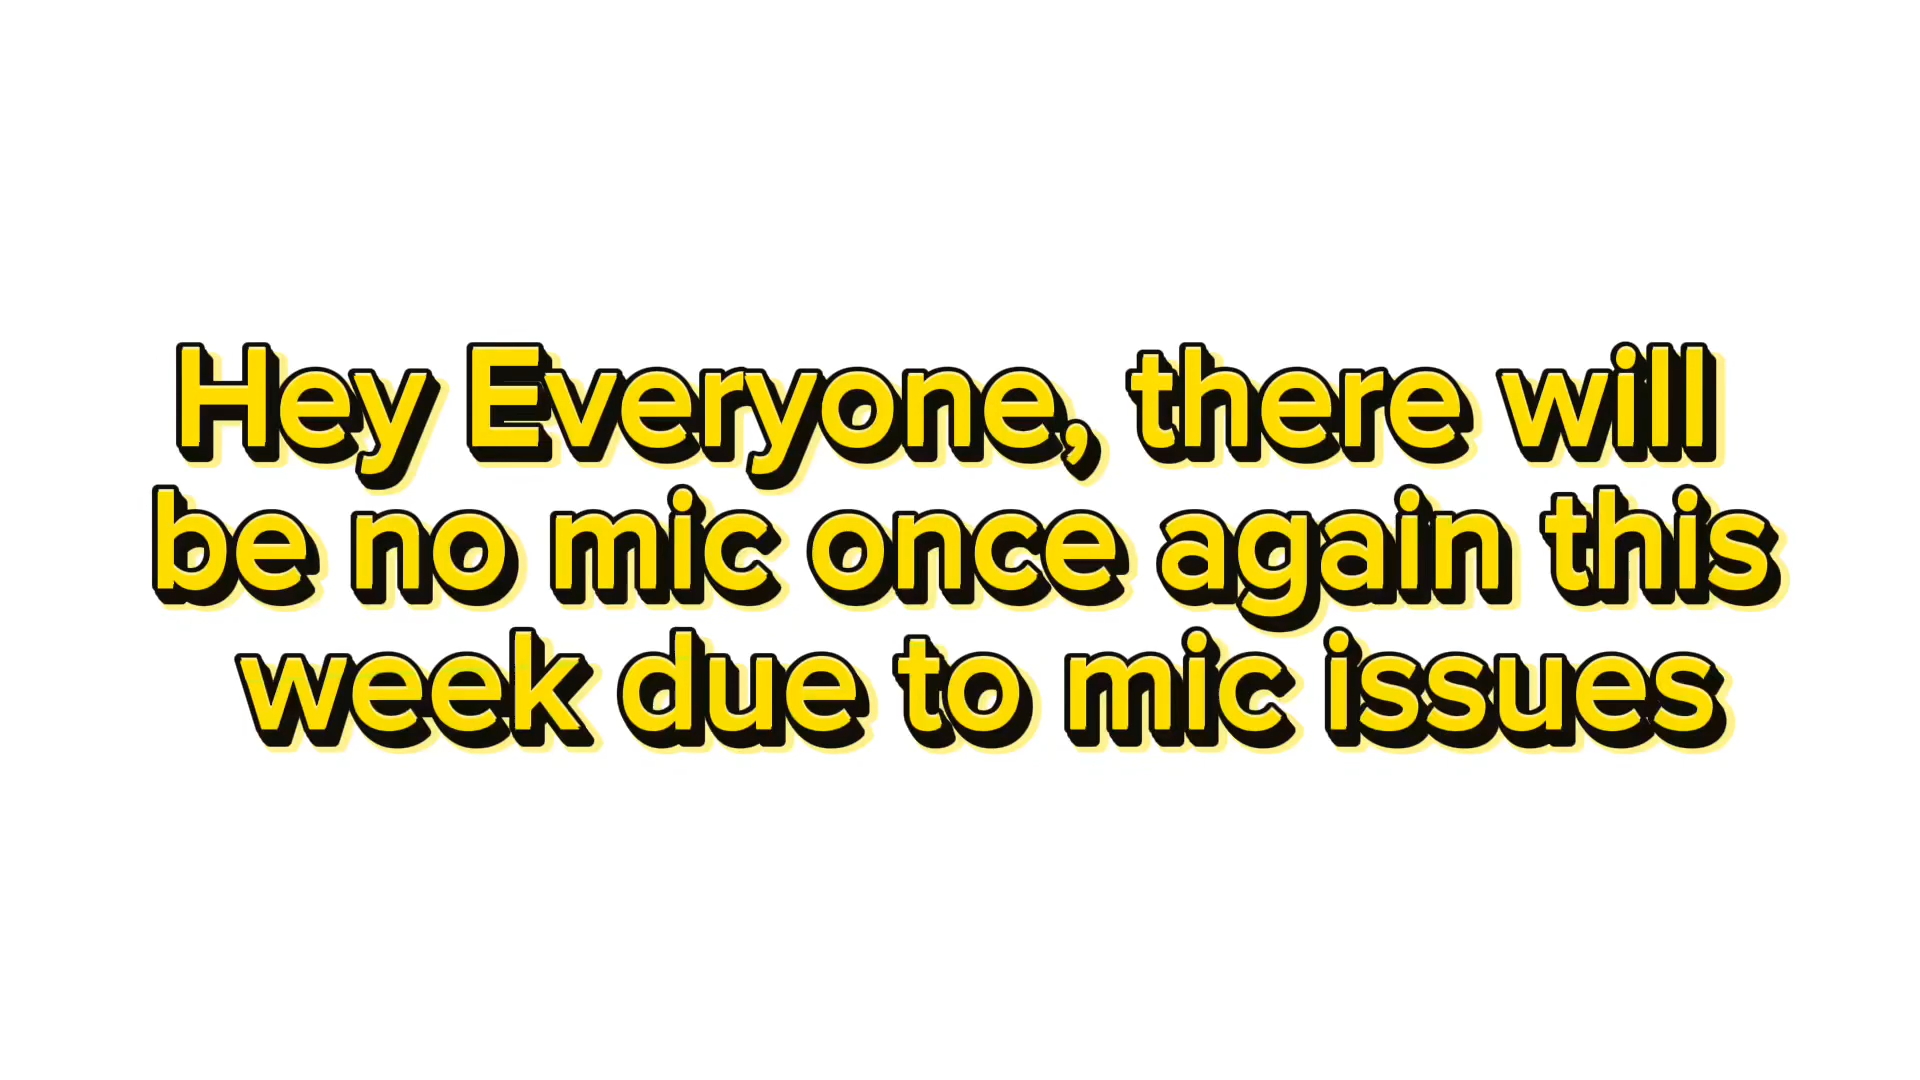 Hey Everyone, there will
be no mic once again this
week due to mic issues